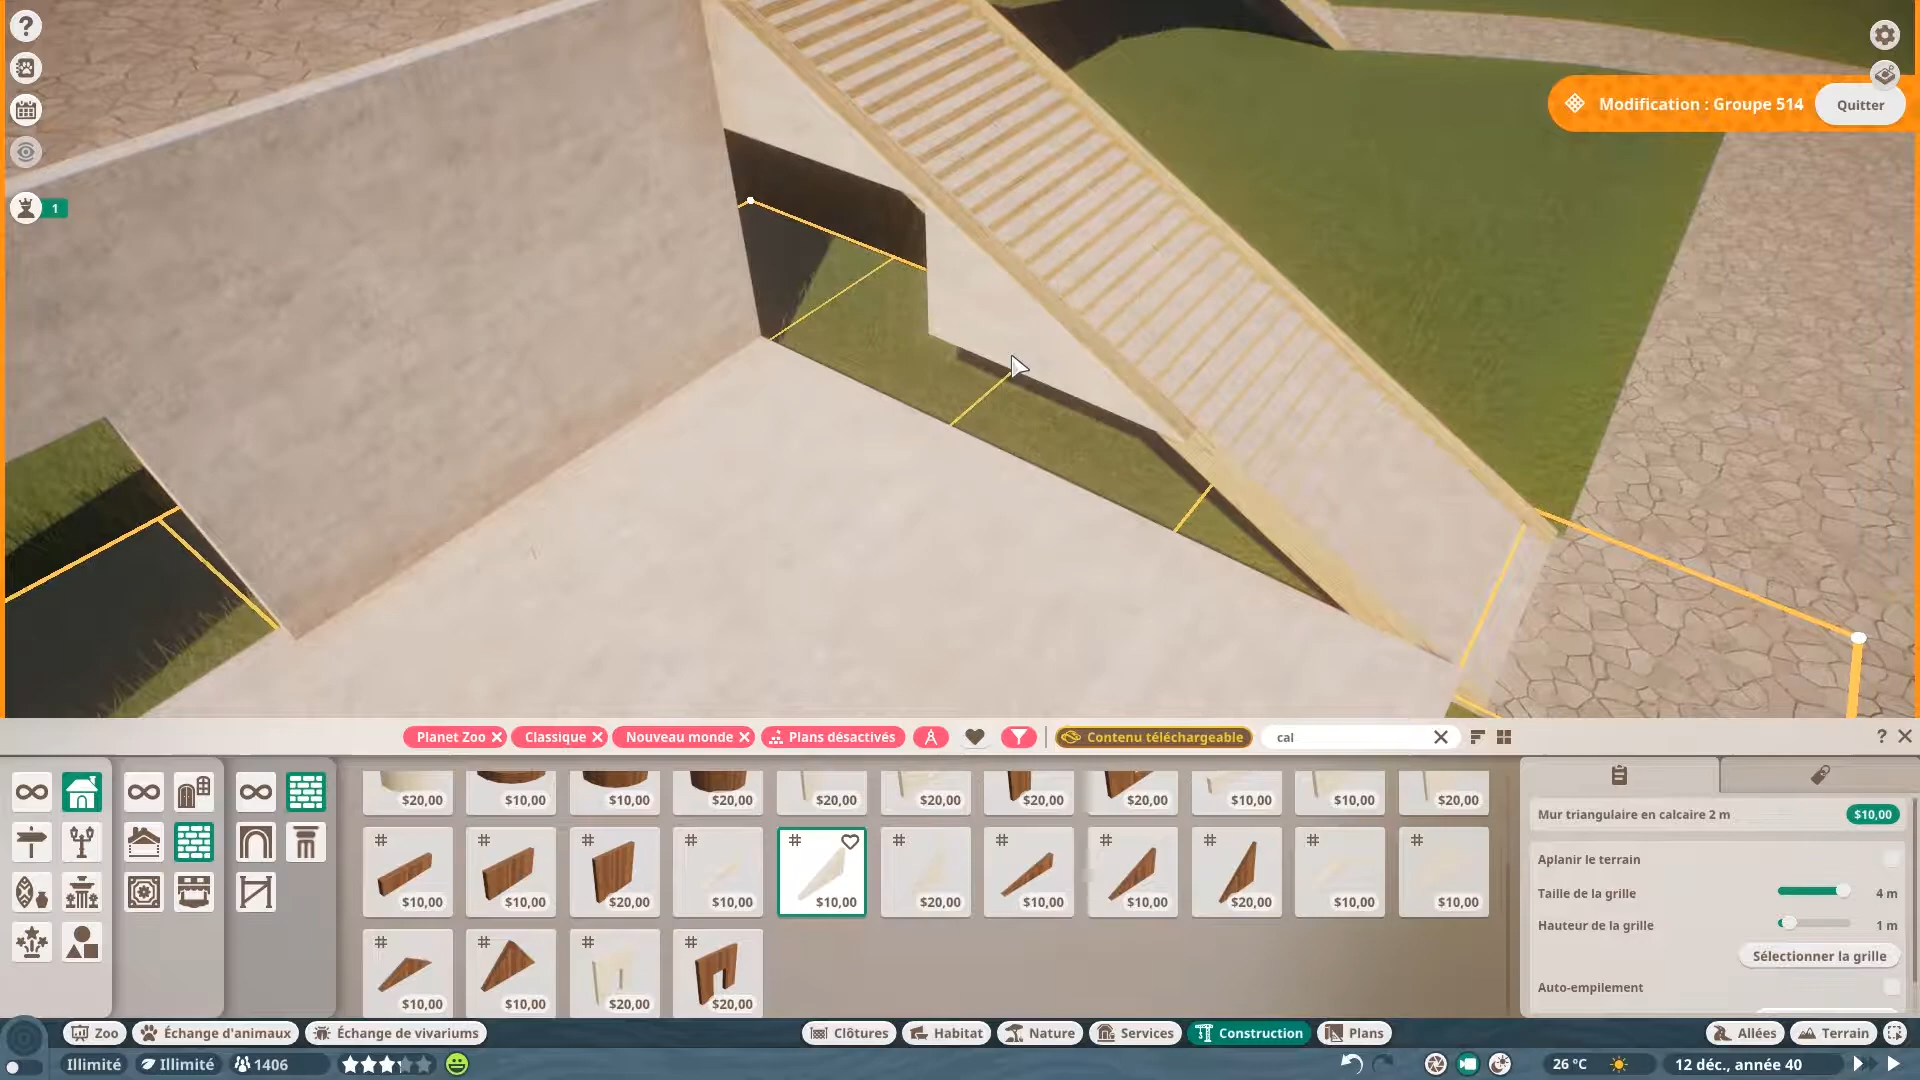 ?
1
Modification : Groupe 514
Quitter
Planet Zoo ✕
Classique ✕
Nouveau monde ✕
Plans désactivés
Contenu téléchargeable
cal
?
$20,00 $10,00 $10,00 $20,00 $20,00 $20,00 $20,00 $20,00 $10,00 $10,00 $20,00
$10,00 $10,00 $20,00 $10,00 $10,00 $20,00 $10,00 $10,00 $20,00 $10,00 $10,00
$10,00 $10,00 $20,00 $20,00
Mur triangulaire en calcaire 2 m
$10,00
Aplanir le terrain
Taille de la grille 4 m
Hauteur de la grille 1 m
Sélectionner la grille
Auto-empilement
Zoo
Échange d'animaux
Échange de vivariums
Clôtures
Habitat
Nature
Services
Construction
Plans
Allées
Terrain
Illimité
Illimité
1406
26 °C
12 déc., année 40